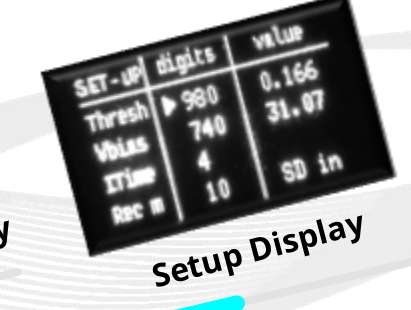 SET-UP digits value
Thresh ▶980 0.166
Vbias 740 31.07
ITime 4
Rec m 10 SD in
Setup Display
y